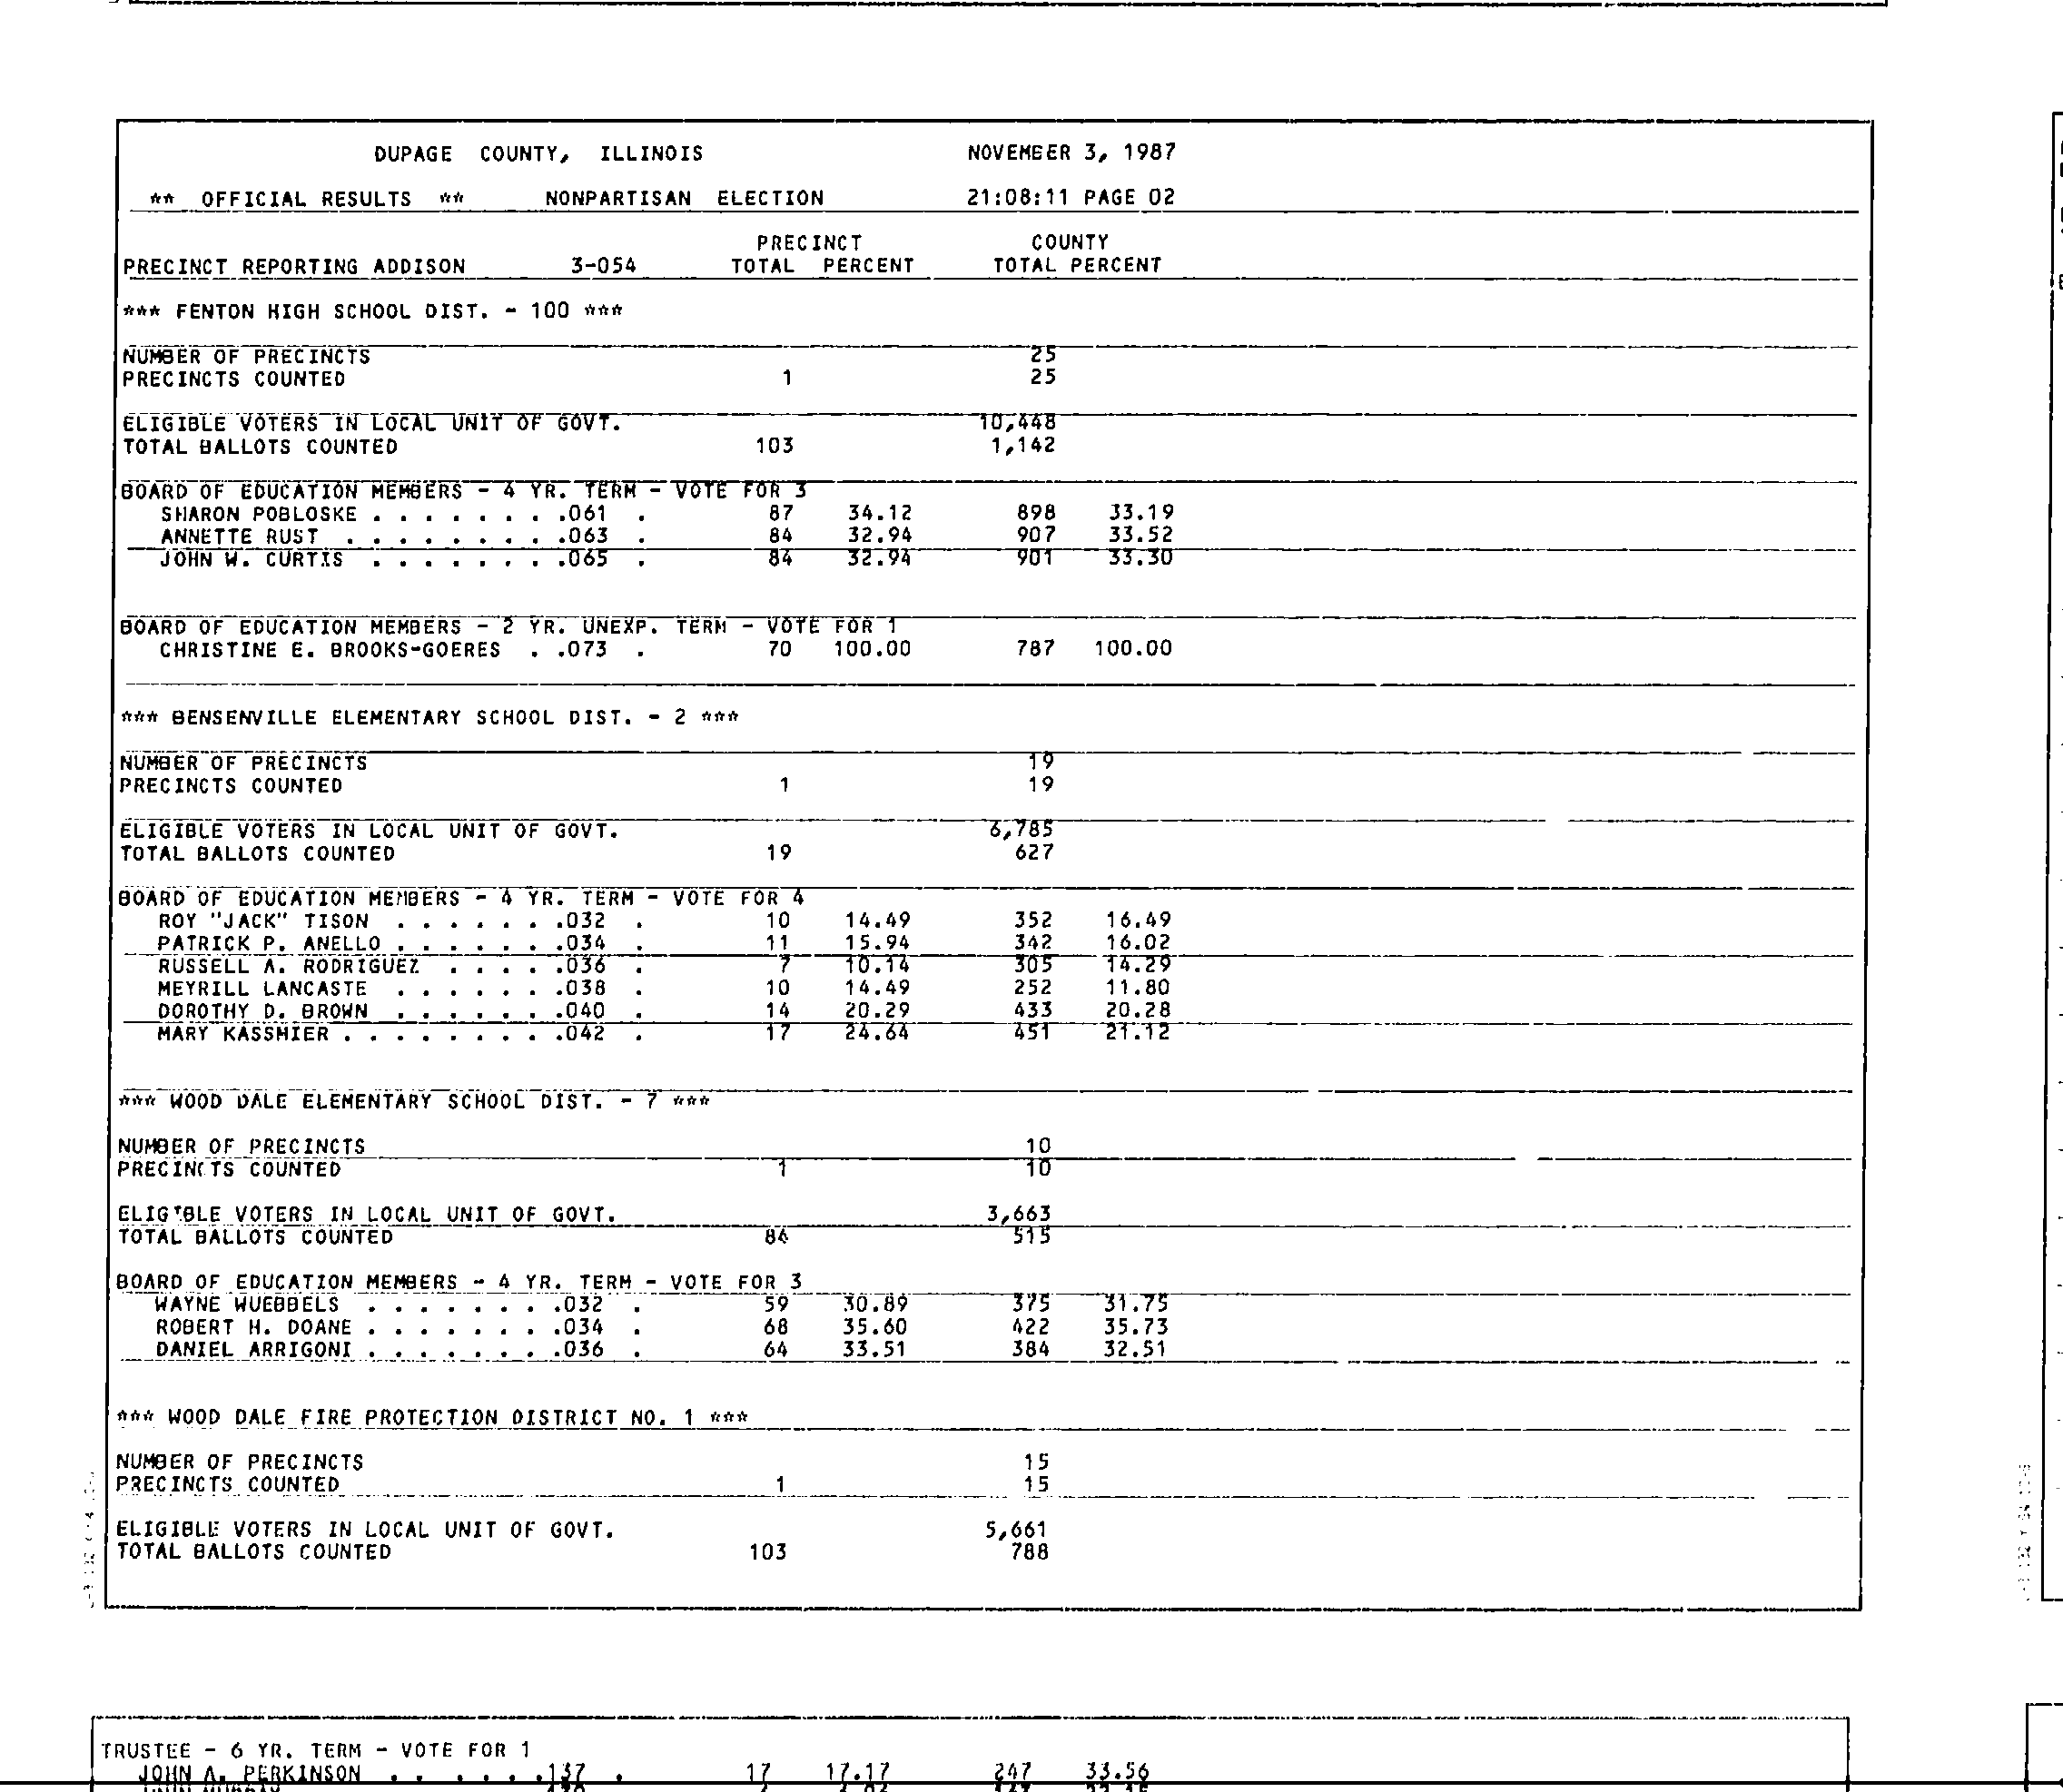 DUPAGE COUNTY, ILLINOIS NOVEMBER 3, 1987
** OFFICIAL RESULTS ** NONPARTISAN ELECTION 21:08:11 PAGE 02
PRECINCT COUNTY
PRECINCT REPORTING ADDISON 3-054 TOTAL PERCENT TOTAL PERCENT
*** FENTON HIGH SCHOOL DIST. - 100 ***
NUMBER OF PRECINCTS 25
PRECINCTS COUNTED 1 25
ELIGIBLE VOTERS IN LOCAL UNIT OF GOVT. 10,448
TOTAL BALLOTS COUNTED 103 1,142
BOARD OF EDUCATION MEMBERS - 4 YR. TERM - VOTE FOR 3
SHARON POBLOSKE . . . . . . . .061 . 87 34.12 898 33.19
ANNETTE RUST . . . . . . . . .063 . 84 32.94 907 33.52
JOHN W. CURTIS . . . . . . . .065 . 84 32.94 901 33.30
BOARD OF EDUCATION MEMBERS - 2 YR. UNEXP. TERM - VOTE FOR 1
CHRISTINE E. BROOKS-GOERES . .073 . 70 100.00 787 100.00
*** BENSENVILLE ELEMENTARY SCHOOL DIST. - 2 ***
NUMBER OF PRECINCTS 19
PRECINCTS COUNTED 1 19
ELIGIBLE VOTERS IN LOCAL UNIT OF GOVT. 6,785
TOTAL BALLOTS COUNTED 19 627
BOARD OF EDUCATION MEMBERS - 4 YR. TERM - VOTE FOR 4
ROY "JACK" TISON . . . . . . .032 . 10 14.49 352 16.49
PATRICK P. ANELLO . . . . . . .034 . 11 15.94 342 16.02
RUSSELL A. RODRIGUEZ . . . . .036 . 7 10.14 305 14.29
MEYRILL LANCASTE . . . . . . .038 . 10 14.49 252 11.80
DOROTHY D. BROWN . . . . . . .040 . 14 20.29 433 20.28
MARY KASSMIER . . . . . . . . .042 . 17 24.64 451 21.12
*** WOOD DALE ELEMENTARY SCHOOL DIST. - 7 ***
NUMBER OF PRECINCTS 10
PRECINCTS COUNTED 1 10
ELIGIBLE VOTERS IN LOCAL UNIT OF GOVT. 3,663
TOTAL BALLOTS COUNTED 84 515
BOARD OF EDUCATION MEMBERS - 4 YR. TERM - VOTE FOR 3
WAYNE WUEBBELS . . . . . . . .032 . 59 30.89 375 31.75
ROBERT H. DOANE . . . . . . . .034 . 68 35.60 422 35.73
DANIEL ARRIGONI . . . . . . . .036 . 64 33.51 384 32.51
*** WOOD DALE FIRE PROTECTION DISTRICT NO. 1 ***
NUMBER OF PRECINCTS 15
PRECINCTS COUNTED 1 15
ELIGIBLE VOTERS IN LOCAL UNIT OF GOVT. 5,661
TOTAL BALLOTS COUNTED 103 788
TRUSTEE - 6 YR. TERM - VOTE FOR 1
JOHN A. PERKINSON . . . . . .137 . 17 17.17 247 33.56